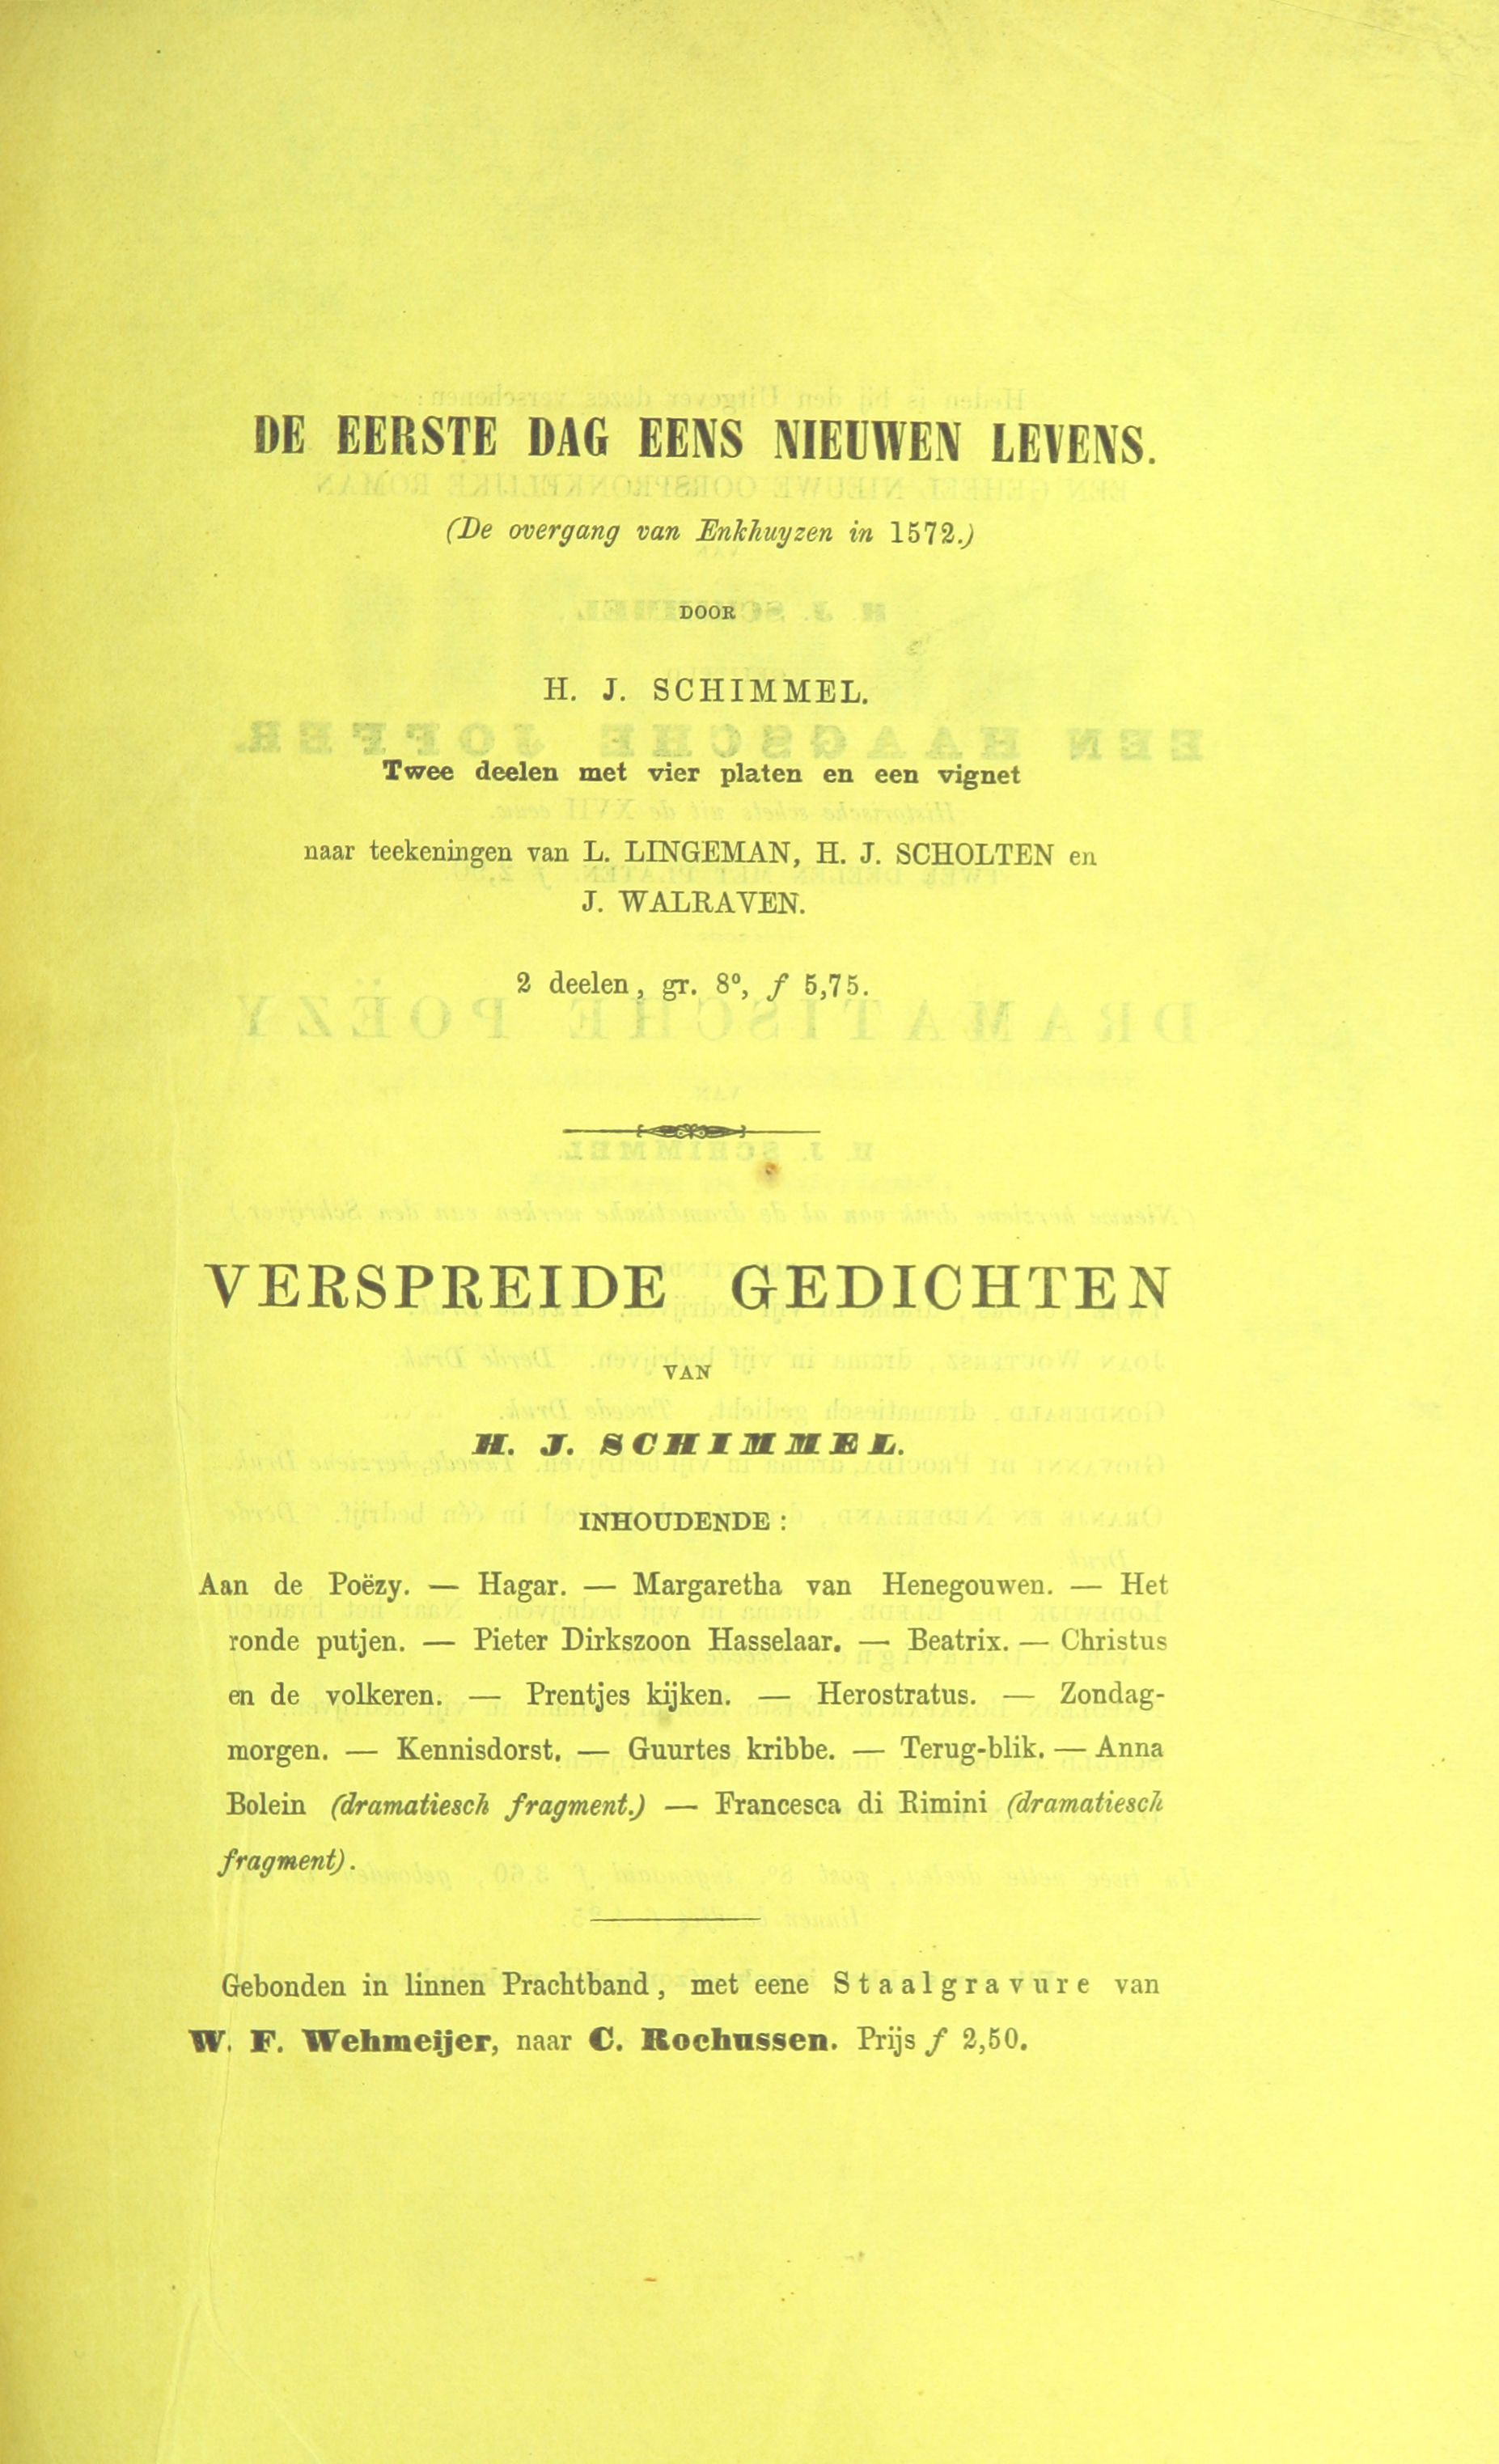 DE EERSTE DAG EENS NIEUWEN LEVENS.
(De overgang van Enkhuyzen in 1572.)
DOOR
H. J. SCHIMMEL.
Twee deelen met vier platen en een vignet
naar teekeningen van L. LINGEMAN, H. J. SCHOLTEN en
J. WALRAVEN.
2 deelen, gr. 8º, ƒ 5,75.
VERSPREIDE GEDICHTEN
VAN
H. J. SCHIMMEL.
INHOUDENDE:
Aan de Poëzy. — Hagar. — Margaretha van Henegouwen. — Het
ronde putjen. — Pieter Dirkszoon Hasselaar. — Beatrix. — Christus
en de volkeren. — Prentjes kijken. — Herostratus. — Zondag-
morgen. — Kennisdorst. — Guurtes kribbe. — Terug-blik. — Anna
Bolein (dramatiesch fragment.) — Francesca di Rimini (dramatiesch
fragment).
Gebonden in linnen Prachtband, met eene Staalgravure van
W. F. Wehmeijer, naar C. Rochussen. Prijs ƒ 2,50.